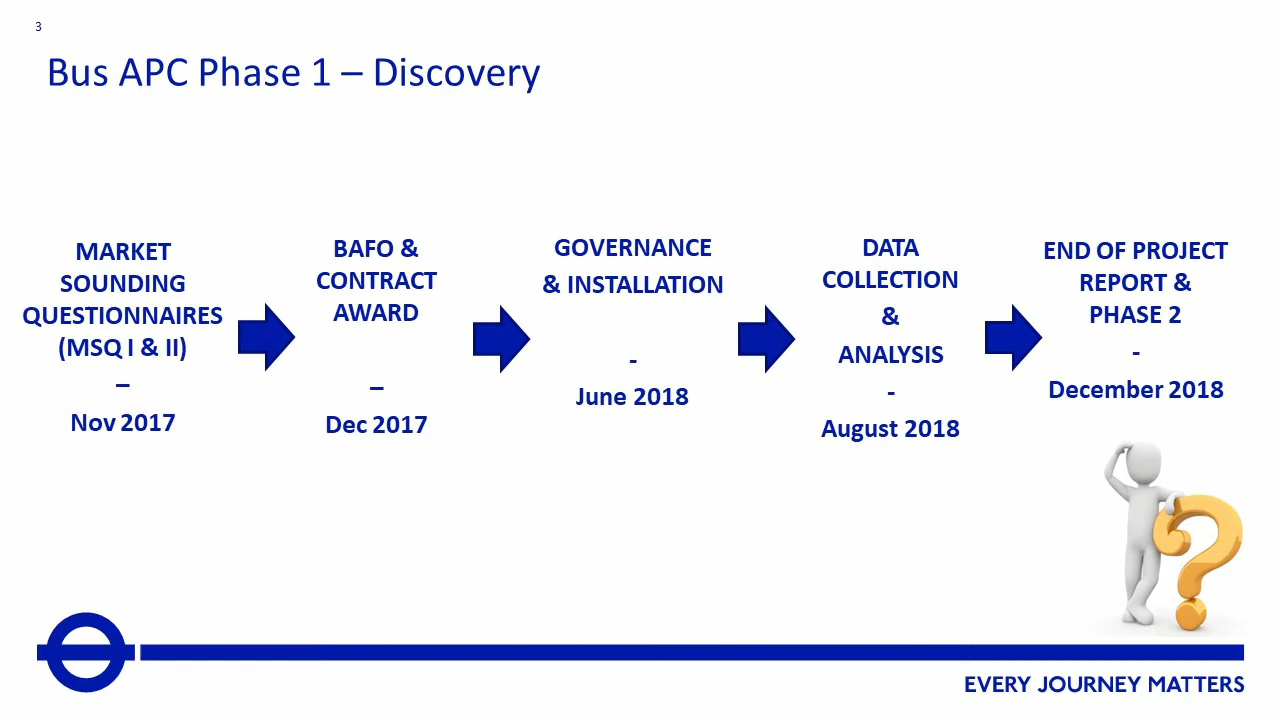 3
Bus APC Phase 1 – Discovery
MARKET
SOUNDING
QUESTIONNAIRES
(MSQ I & II)
–
Nov 2017
BAFO &
CONTRACT
AWARD
–
Dec 2017
GOVERNANCE
& INSTALLATION
-
June 2018
DATA
COLLECTION
&
ANALYSIS
-
August 2018
END OF PROJECT
REPORT &
PHASE 2
-
December 2018
EVERY JOURNEY MATTERS